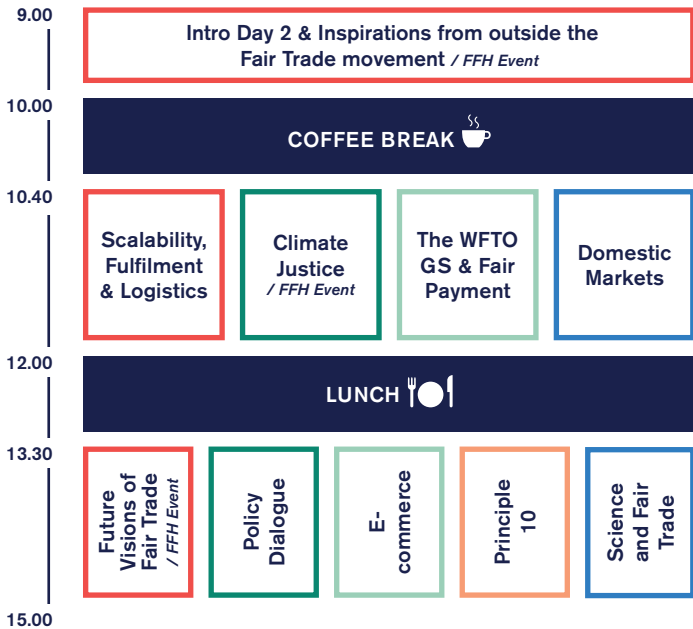 9.00
Intro Day 2 & Inspirations from outside the
Fair Trade movement / FFH Event
10.00
COFFEE BREAK
10.40
Scalability,
Fulfilment
& Logistics
Climate
Justice
/ FFH Event
The WFTO
GS & Fair
Payment
Domestic
Markets
12.00
LUNCH
13.30
Future
Visions of
Fair Trade
/ FFH Event
Policy
Dialogue
E-
commerce
Principle
10
Science
and Fair
Trade
15.00